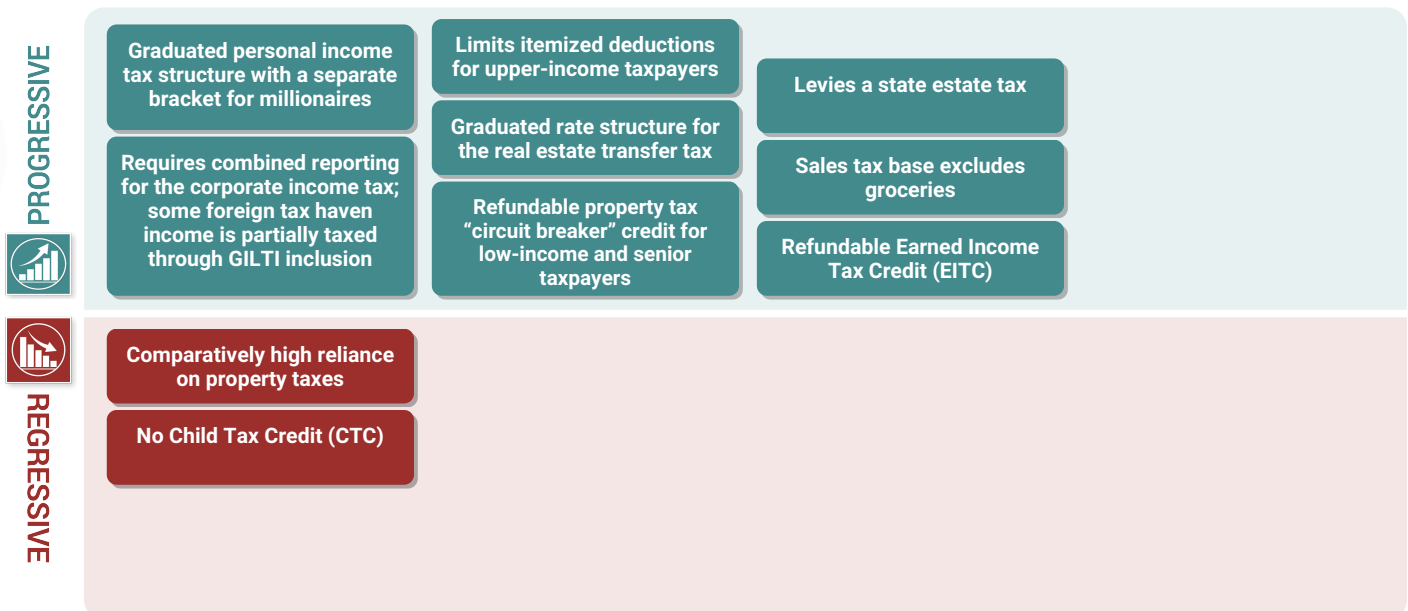 PROGRESSIVE
Graduated personal income
tax structure with a separate
bracket for millionaires
Requires combined reporting
for the corporate income tax;
some foreign tax haven
income is partially taxed
through GILTI inclusion
Limits itemized deductions
for upper-income taxpayers
Graduated rate structure for
the real estate transfer tax
Refundable property tax
“circuit breaker” credit for
low-income and senior
taxpayers
Levies a state estate tax
Sales tax base excludes
groceries
Refundable Earned Income
Tax Credit (EITC)
REGRESSIVE
Comparatively high reliance
on property taxes
No Child Tax Credit (CTC)